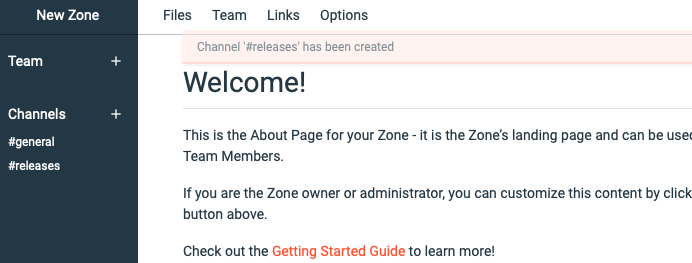 New Zone
Files Team Links Options
Channel '#releases' has been created
Team +
Welcome!
Channels +
#general
#releases
This is the About Page for your Zone - it is the Zone's landing page and can be used
Team Members.
If you are the Zone owner or administrator, you can customize this content by click
button above.
Check out the Getting Started Guide to learn more!